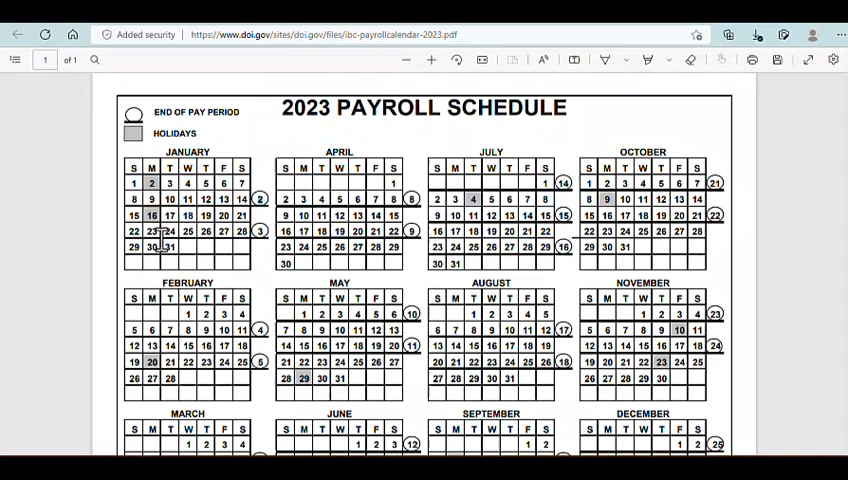 Added security https://www.doi.gov/sites/doi.gov/files/ibc-payrollcalendar-2023.pdf
1 of 1
END OF PAY PERIOD
2023 PAYROLL SCHEDULE
HOLIDAYS
JANUARY
S M T W T F S
1 2 3 4 5 6 7
8 9 10 11 12 13 14 2
15 16 17 18 19 20 21
22 23 24 25 26 27 28 3
29 30 31
APRIL
S M T W T F S
1
2 3 4 5 6 7 8 8
9 10 11 12 13 14 15
16 17 18 19 20 21 22 9
23 24 25 26 27 28 29
30
JULY
S M T W T F S
1 14
2 3 4 5 6 7 8
9 10 11 12 13 14 15 15
16 17 18 19 20 21 22
23 24 25 26 27 28 29 16
30 31
OCTOBER
S M T W T F S
1 2 3 4 5 6 7 21
8 9 10 11 12 13 14
15 16 17 18 19 20 21 22
22 23 24 25 26 27 28
29 30 31
FEBRUARY
S M T W T F S
1 2 3 4
5 6 7 8 9 10 11 4
12 13 14 15 16 17 18
19 20 21 22 23 24 25 5
26 27 28
MAY
S M T W T F S
1 2 3 4 5 6 10
7 8 9 10 11 12 13
14 15 16 17 18 19 20 11
21 22 23 24 25 26 27
28 29 30 31
AUGUST
S M T W T F S
1 2 3 4 5
6 7 8 9 10 11 12 17
13 14 15 16 17 18 19
20 21 22 23 24 25 26 18
27 28 29 30 31
NOVEMBER
S M T W T F S
1 2 3 4 23
5 6 7 8 9 10 11
12 13 14 15 16 17 18 24
19 20 21 22 23 24 25
26 27 28 29 30
MARCH
S M T W T F S
1 2 3 4
JUNE
S M T W T F S
1 2 3 12
SEPTEMBER
S M T W T F S
1 2
DECEMBER
S M T W T F S
1 2 25